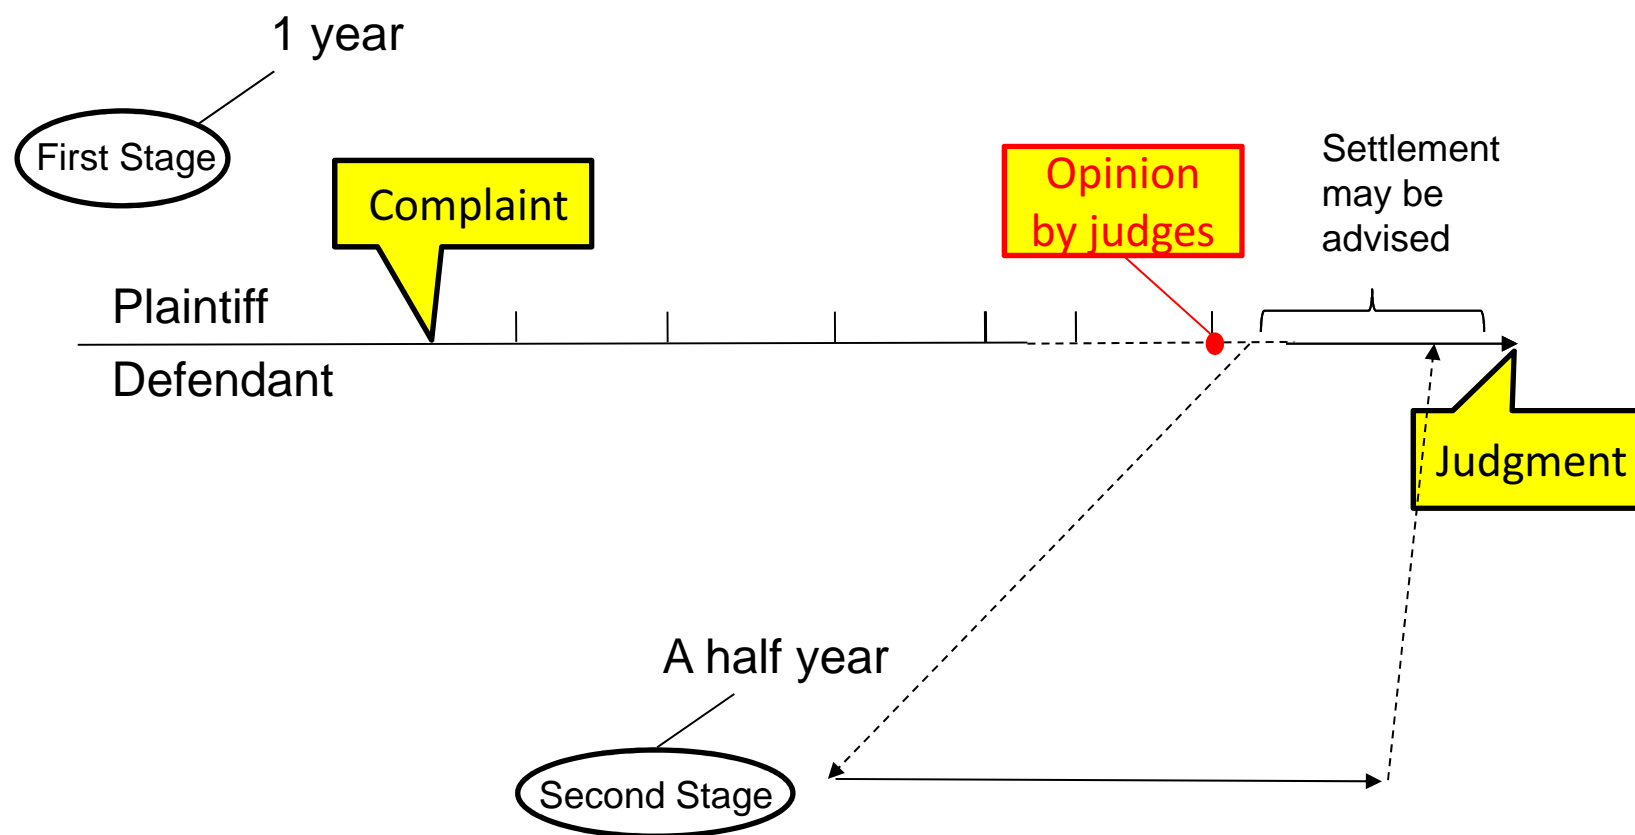 1 year
First Stage
Complaint
Opinion
by judges
Settlement
may be
advised
Plaintiff
Defendant
Judgment
A half year
Second Stage